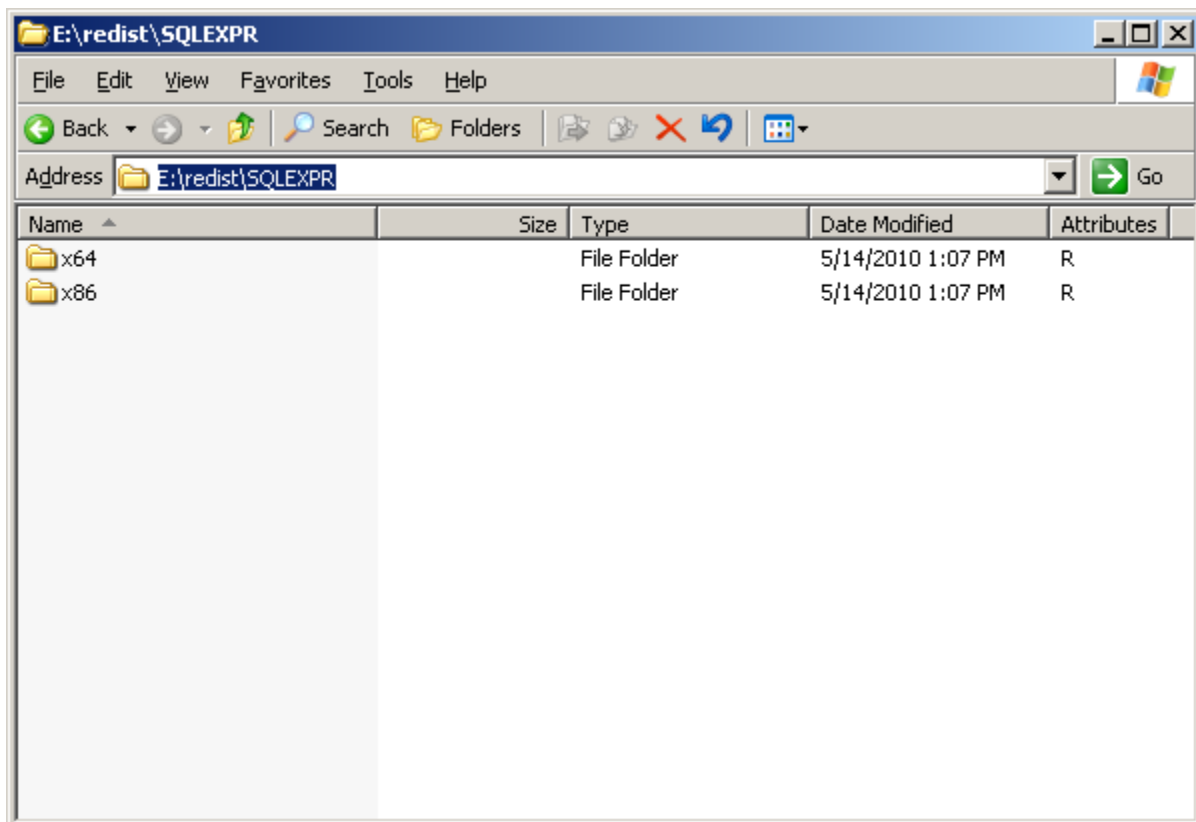 E:\redist\SQLEXPR
File Edit View Favorites Tools Help
Back Search Folders
Address E:\redist\SQLEXPR Go
Name Size Type Date Modified Attributes
x64 File Folder 5/14/2010 1:07 PM R
x86 File Folder 5/14/2010 1:07 PM R